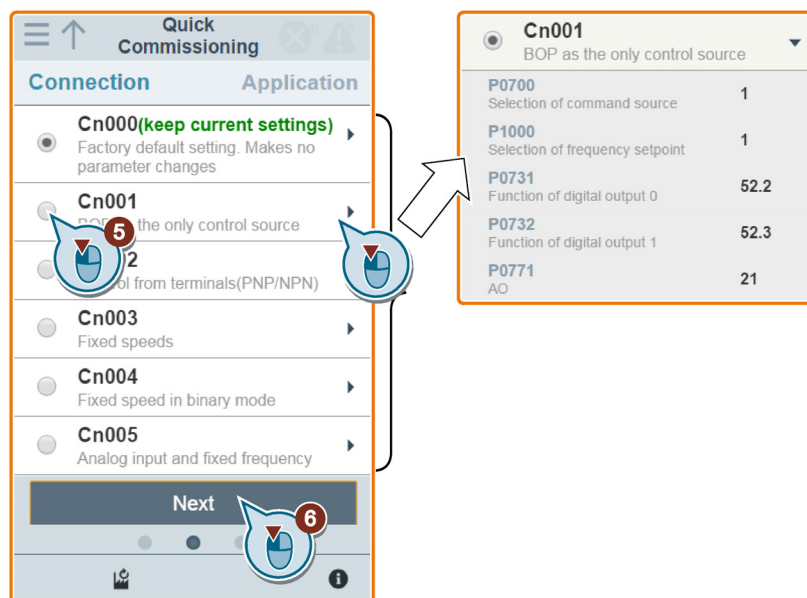 Quick
Commissioning
Connection
Application
Cn000(keep current settings)
Factory default setting. Makes no
parameter changes
Cn001
the only control source
5
2
from terminals(PNP/NPN)
Cn003
Fixed speeds
Cn004
Fixed speed in binary mode
Cn005
Analog input and fixed frequency
Next
6
Cn001
BOP as the only control source
P0700
Selection of command source
1
P1000
Selection of frequency setpoint
1
P0731
Function of digital output 0
52.2
P0732
Function of digital output 1
52.3
P0771
AO
21